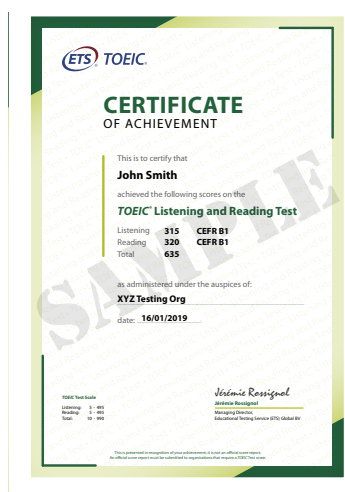 ETS TOEIC®
CERTIFICATE
OF ACHIEVEMENT
This is to certify that
John Smith
achieved the following scores on the
TOEIC® Listening and Reading Test
Listening 315 CEFR B1
Reading 320 CEFR B1
Total 635
SAMPLE
as administered under the auspices of:
XYZ Testing Org
date: 16/01/2019
Jérémie Rossignol
TOEIC Test Scale
Listening: 5 - 495
Reading: 5 - 495
Total: 10 - 990
Jérémie Rossignol
Managing Director,
Educational Testing Service (ETS) Global BV
This is presented in recognition of your achievement; it is not an official score report.
An official score report must be submitted to organisations that require a TOEIC Test score.